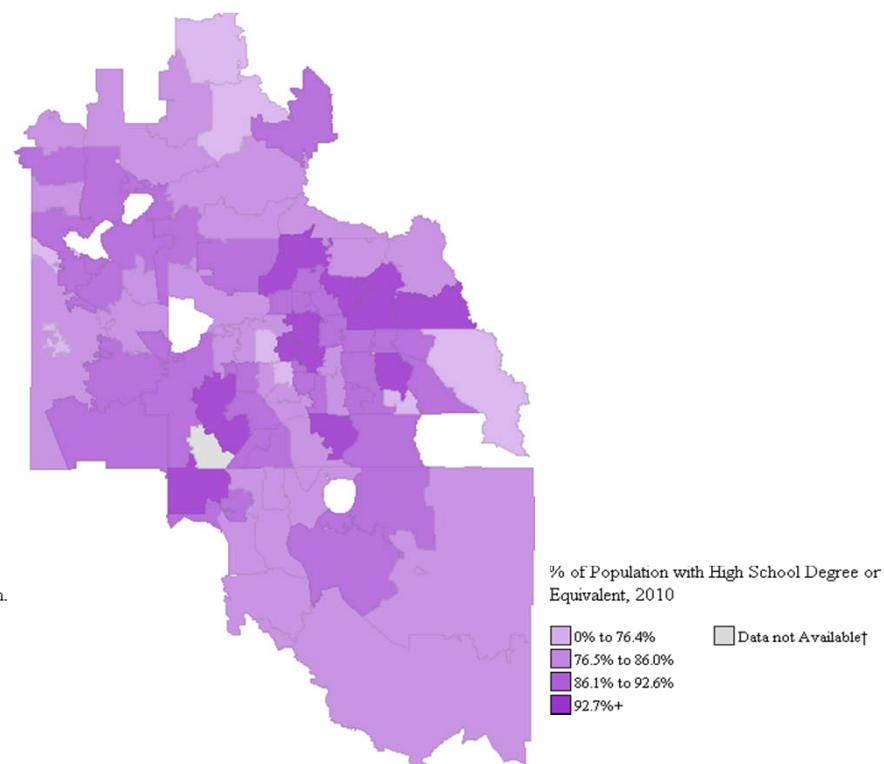 n.
% of Population with High School Degree or
Equivalent, 2010
0% to 76.4%
Data not Available†
76.5% to 86.0%
86.1% to 92.6%
92.7%+